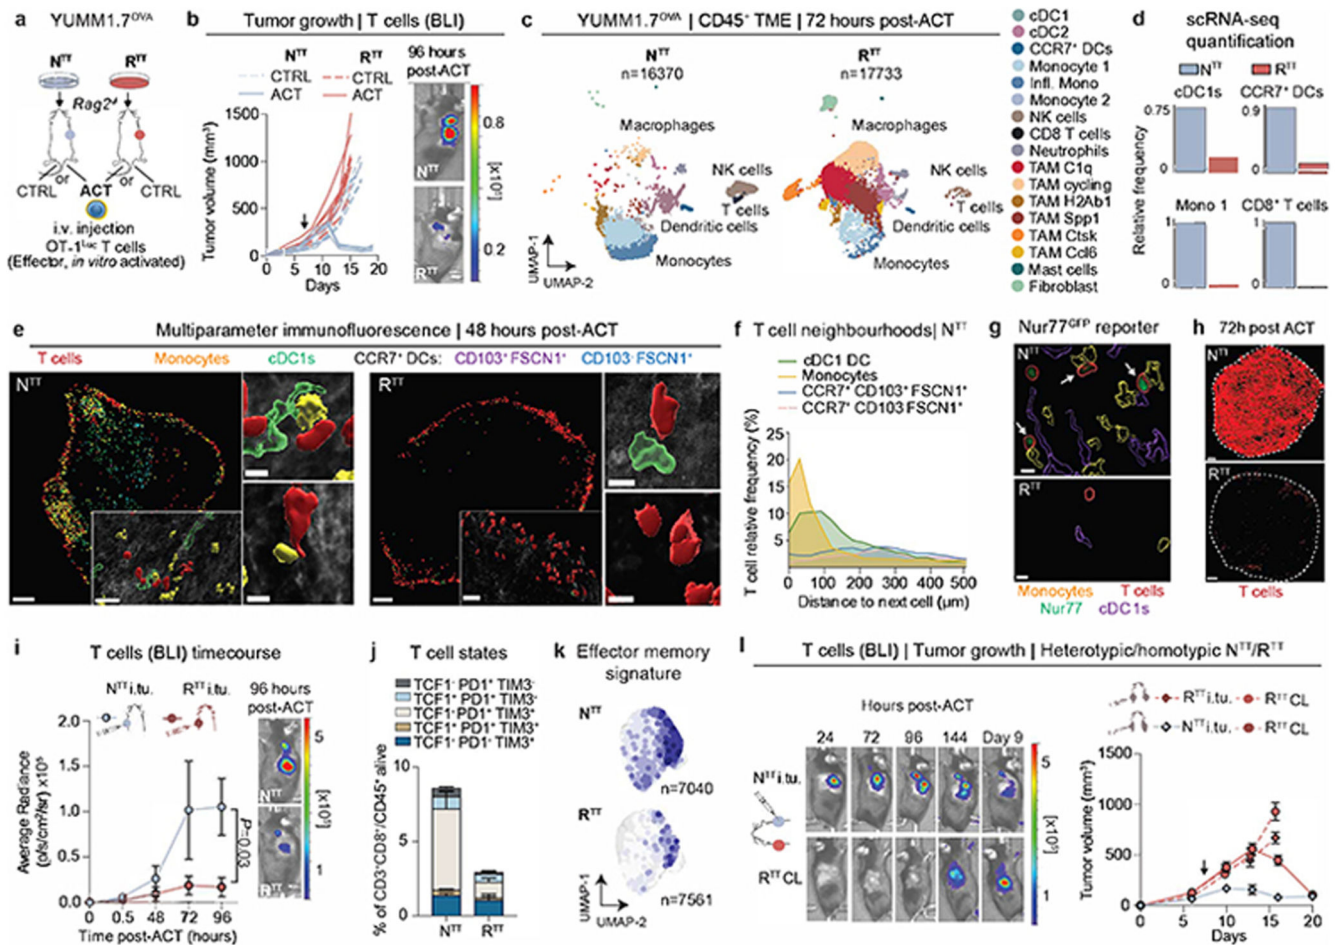 a YUMM1.7ᴼⱽᴬ
Nᵀᵀ Rᵀᵀ
Rag2⁻/⁻
CTRL or ACT or CTRL
i.v. injection
OT-1ᴸᵘᶜ T cells
(Effector, in vitro activated)
b Tumor growth | T cells (BLI)
Nᵀᵀ Rᵀᵀ
CTRL CTRL
ACT ACT
96 hours
post-ACT
Tumor volume (mm³)
1500
1000
500
0
0 5 10 15 20
Days
Nᵀᵀ
Rᵀᵀ
0.8
0.2
c YUMM1.7ᴼⱽᴬ | CD45⁺ TME | 72 hours post-ACT
Nᵀᵀ
n=16370
Rᵀᵀ
n=17733
Macrophages
NK cells
T cells
Dendritic cells
Monocytes
Macrophages
NK cells
T cells
Dendritic cells
Monocytes
UMAP-1
UMAP-2
cDC1
cDC2
CCR7⁺ DCs
Monocyte 1
Infl. Mono
Monocyte 2
NK cells
CD8 T cells
Neutrophils
TAM C1q
TAM cycling
TAM H2Ab1
TAM Spp1
TAM Ctsk
TAM Ccl6
Mast cells
Fibroblast
d scRNA-seq
quantification
Nᵀᵀ Rᵀᵀ
cDC1s CCR7⁺ DCs
0.75 0.9
0 0
Mono 1 CD8⁺ T cells
1 1
0 0
Relative frequency
e Multiparameter immunofluorescence | 48 hours post-ACT
T cells Monocytes cDC1s CCR7⁺ DCs: CD103⁺ FSCN1⁺ CD103⁻ FSCN1⁺
Nᵀᵀ
Rᵀᵀ
f T cell neighbourhoods| Nᵀᵀ
cDC1 DC
Monocytes
CCR7⁺ CD103⁺ FSCN1⁺
CCR7⁺ CD103⁻ FSCN1⁺
T cell relative frequency (%)
25
20
15
10
5
0 100 200 300 400 500
Distance to next cell (µm)
g Nur77ᴳᶠᴾ reporter
Nᵀᵀ
Rᵀᵀ
Monocytes T cells
Nur77 cDC1s
h 72h post ACT
Nᵀᵀ
Rᵀᵀ
T cells
i T cells (BLI) timecourse
Nᵀᵀ i.tu. Rᵀᵀ i.tu.
96 hours
post-ACT
Average Radiance
(p/s/cm²/sr) x10⁵
2.0
1.5
1.0
0.5
0
P=0.03
0 0.5 48 72 96
Time post-ACT (hours)
Nᵀᵀ
Rᵀᵀ
5
1
j T cell states
TCF1⁻ PD1⁺ TIM3⁻
TCF1⁺ PD1⁺ TIM3⁻
TCF1⁻ PD1⁺ TIM3⁺
TCF1⁺ PD1⁺ TIM3⁺
TCF1⁻ PD1⁻ TIM3⁺
% of CD3⁺CD8⁺/CD45⁺ alive
10
5
0
Nᵀᵀ Rᵀᵀ
k Effector memory
signature
Nᵀᵀ
n=7040
Rᵀᵀ
n=7561
UMAP-1
UMAP-2
l T cells (BLI) | Tumor growth | Heterotypic/homotypic Nᵀᵀ/Rᵀᵀ
Hours post-ACT
24 72 96 144 Day 9
Nᵀᵀ i.tu.
Rᵀᵀ CL
5
1
Rᵀᵀ i.tu. Rᵀᵀ CL
Nᵀᵀ i.tu. Rᵀᵀ CL
Tumor volume (mm³)
1500
1000
500
0
0 5 10 15 20
Days